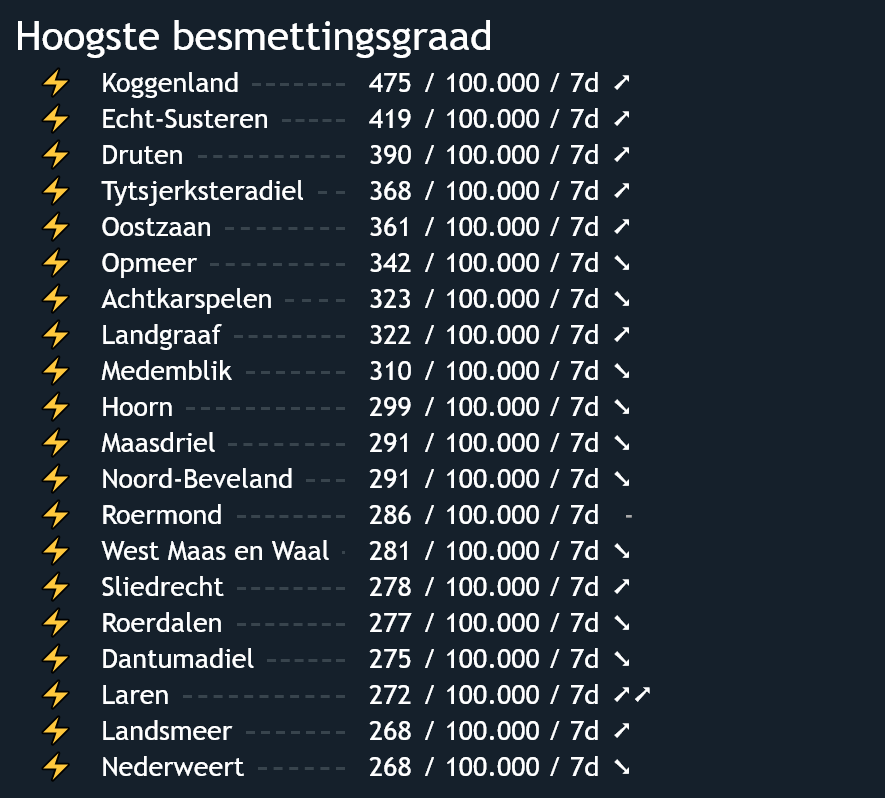 Hoogste besmettingsgraad
⚡ Koggenland ------- 475 / 100.000 / 7d ➚
⚡ Echt-Susteren ----- 419 / 100.000 / 7d ➚
⚡ Druten ---------- 390 / 100.000 / 7d ➚
⚡ Tytsjerksteradiel -- 368 / 100.000 / 7d ➚
⚡ Oostzaan -------- 361 / 100.000 / 7d ➚
⚡ Opmeer --------- 342 / 100.000 / 7d ➘
⚡ Achtkarspelen ---- 323 / 100.000 / 7d ➘
⚡ Landgraaf -------- 322 / 100.000 / 7d ➚
⚡ Medemblik ------- 310 / 100.000 / 7d ➘
⚡ Hoorn ----------- 299 / 100.000 / 7d ➘
⚡ Maasdriel -------- 291 / 100.000 / 7d ➘
⚡ Noord-Beveland --- 291 / 100.000 / 7d ➘
⚡ Roermond -------- 286 / 100.000 / 7d -
⚡ West Maas en Waal - 281 / 100.000 / 7d ➘
⚡ Sliedrecht -------- 278 / 100.000 / 7d ➚
⚡ Roerdalen -------- 277 / 100.000 / 7d ➘
⚡ Dantumadiel ------ 275 / 100.000 / 7d ➘
⚡ Laren ----------- 272 / 100.000 / 7d ➚➚
⚡ Landsmeer ------- 268 / 100.000 / 7d ➚
⚡ Nederweert ------ 268 / 100.000 / 7d ➘